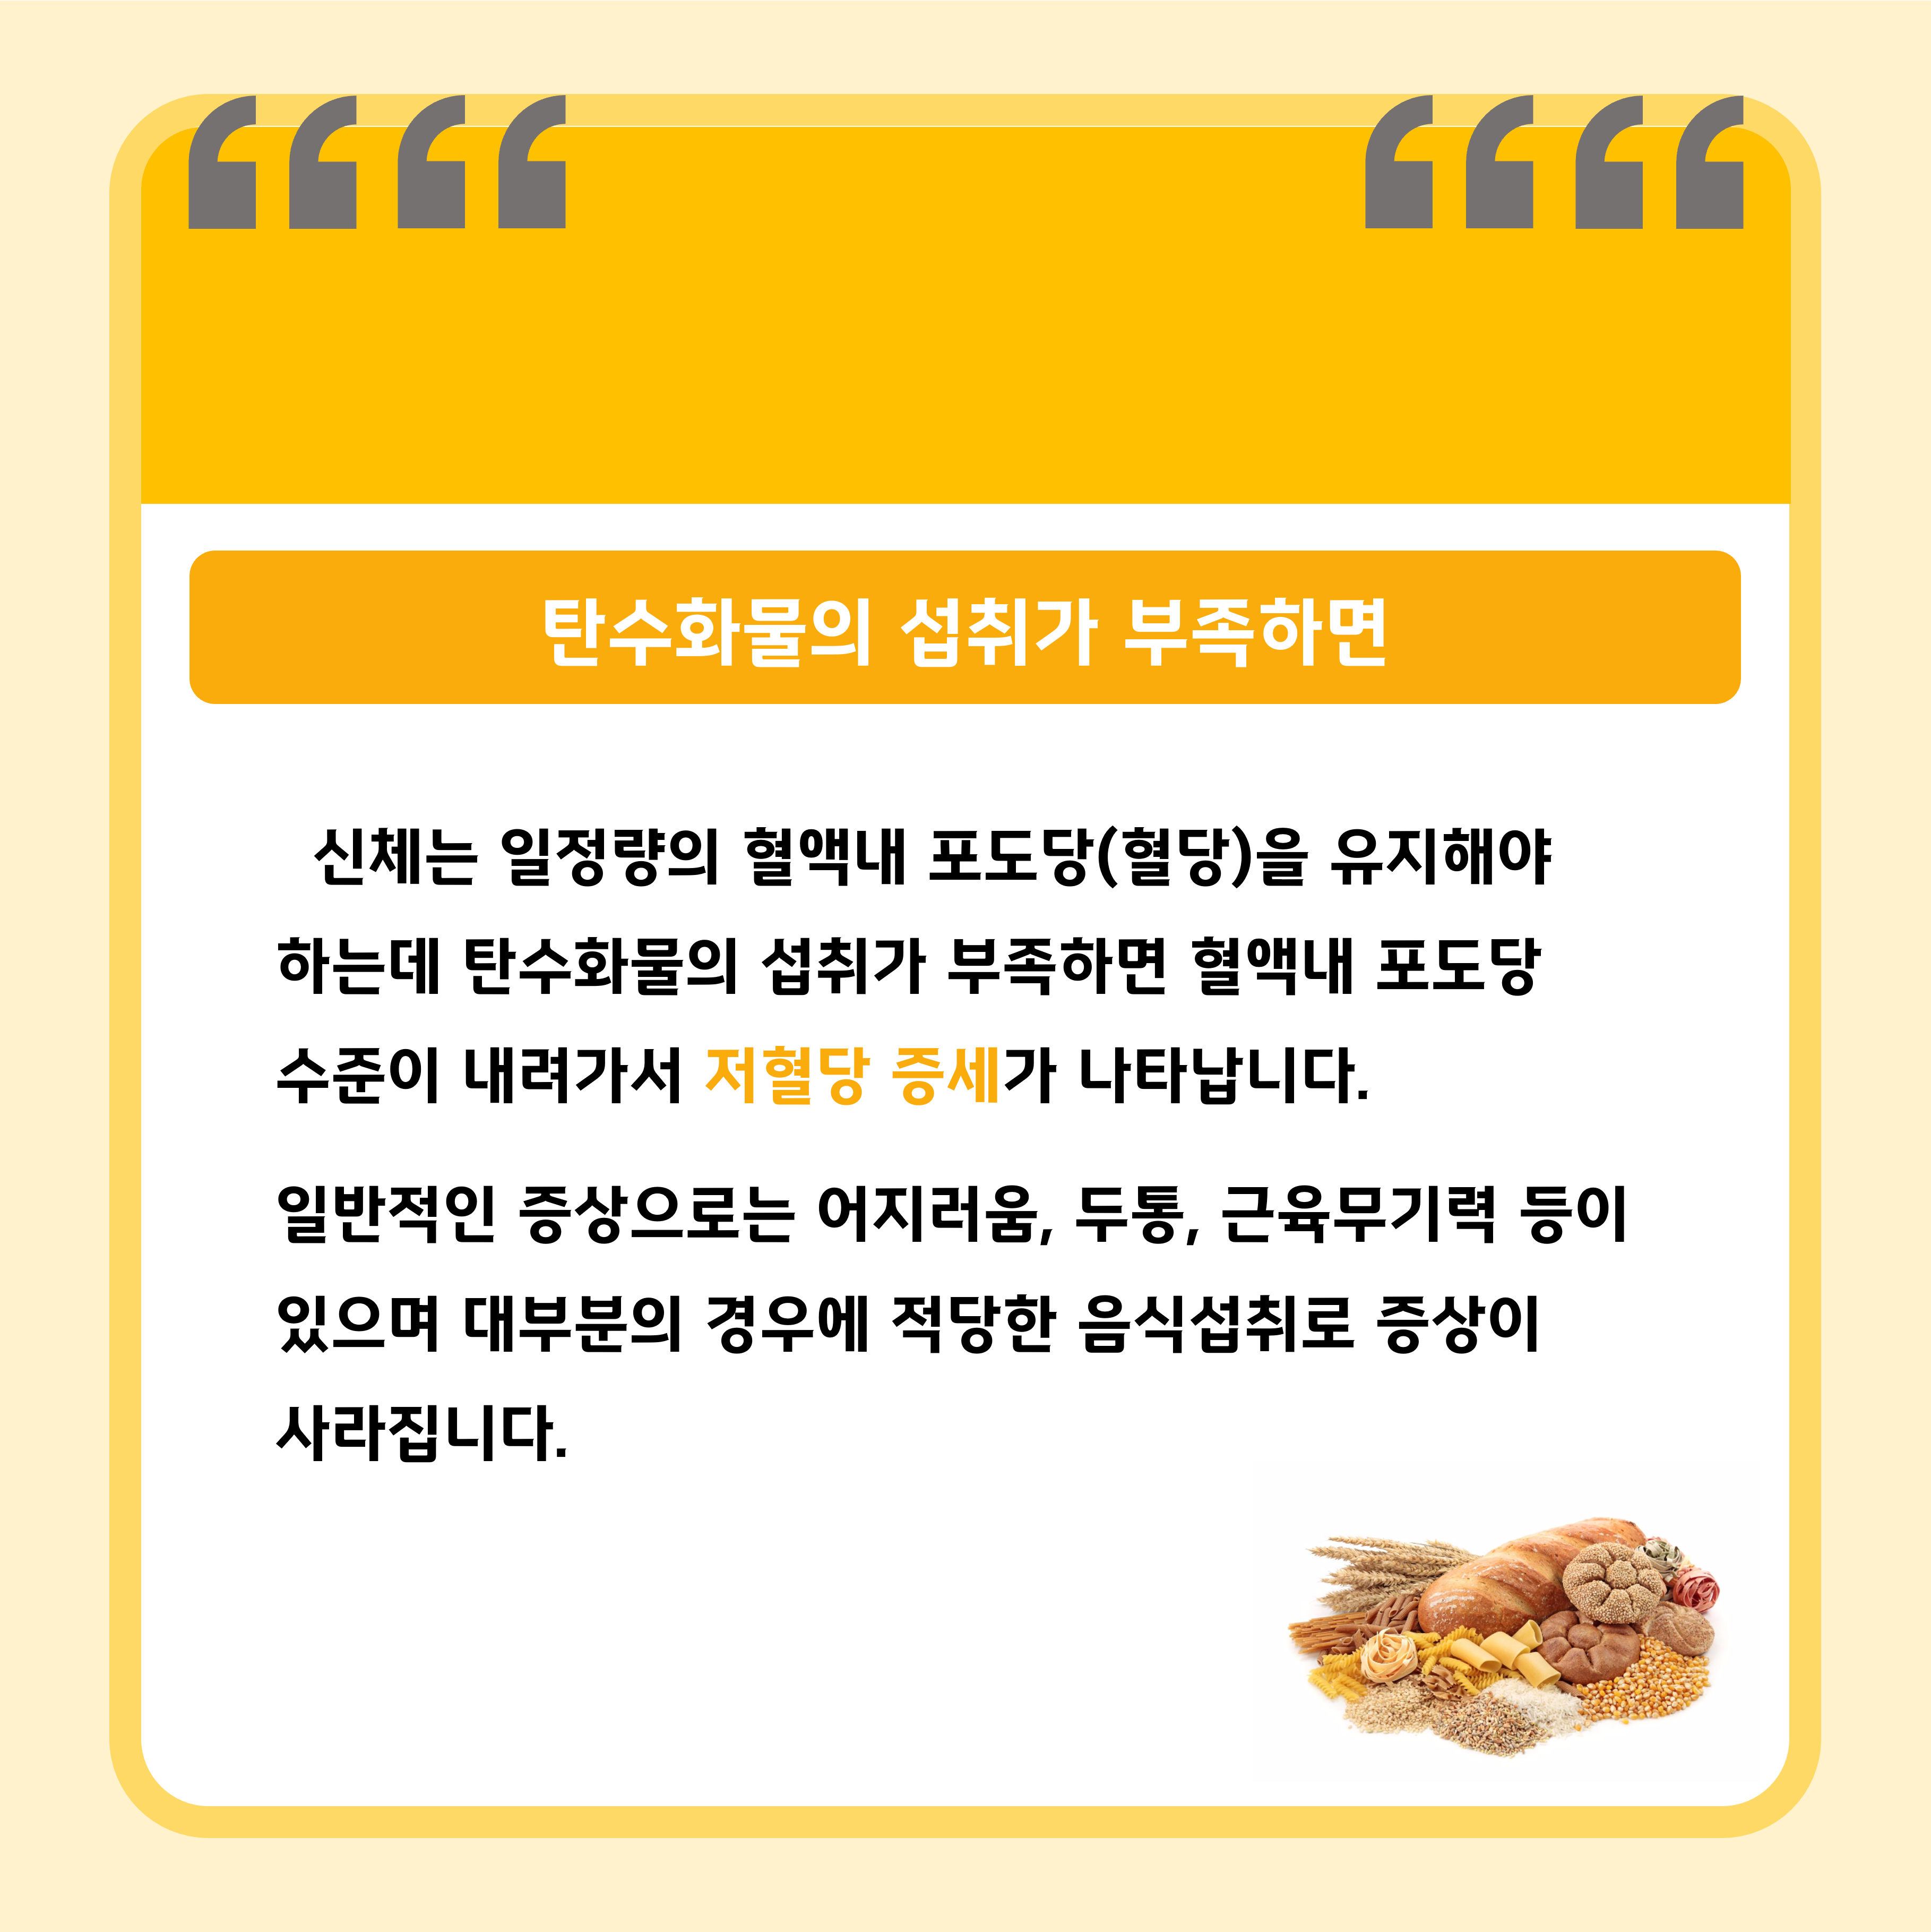 탄수화물의 섭취가 부족하면
신체는 일정량의 혈액내 포도당(혈당)을 유지해야
하는데 탄수화물의 섭취가 부족하면 혈액내 포도당
수준이 내려가서 저혈당 증세가 나타납니다.
일반적인 증상으로는 어지러움, 두통, 근육무기력 등이
있으며 대부분의 경우에 적당한 음식섭취로 증상이
사라집니다.